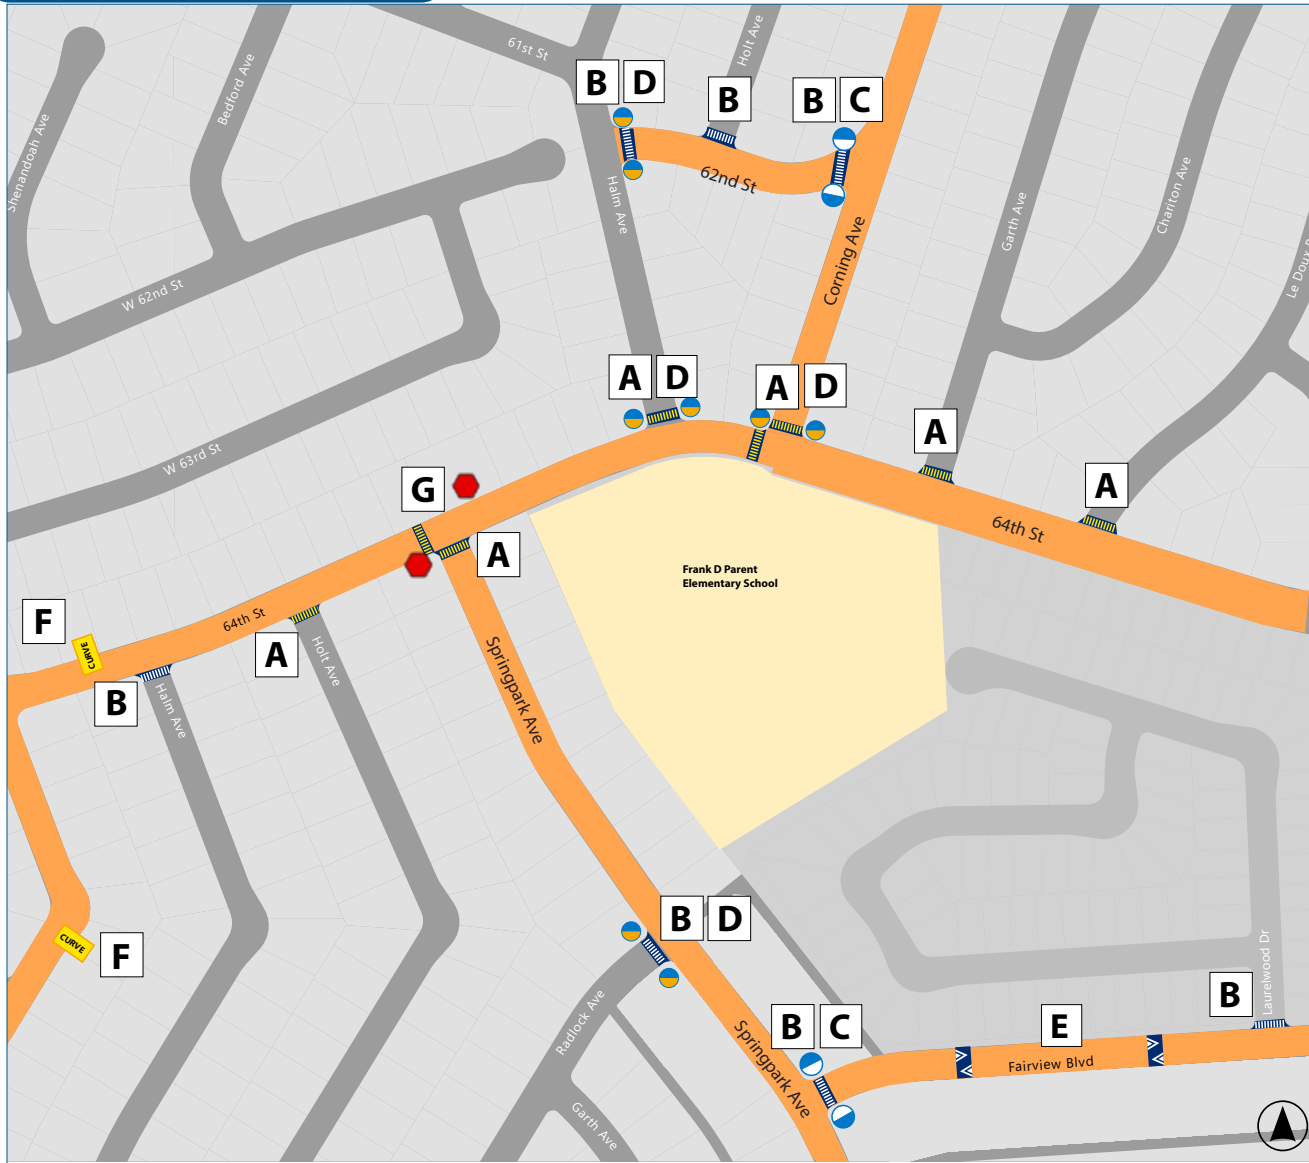 61st St
Holt Ave
Bedford Ave
B D
B
B C
Shenandoah Ave
62nd St
Halm Ave
Chariton Ave
Garth Ave
Corning Ave
Le Doux
W 62nd St
A D
A D
A
W 63rd St
G
A
64th St
A
Frank D Parent
Elementary School
F
64th St
CURVE
A
Holt Ave
B
Halm Ave
Springpark Ave
B D
CURVE
F
Laurelwood Dr
B
B C
E
Radlock Ave
Fairview Blvd
Springpark Ave
Garth Ave